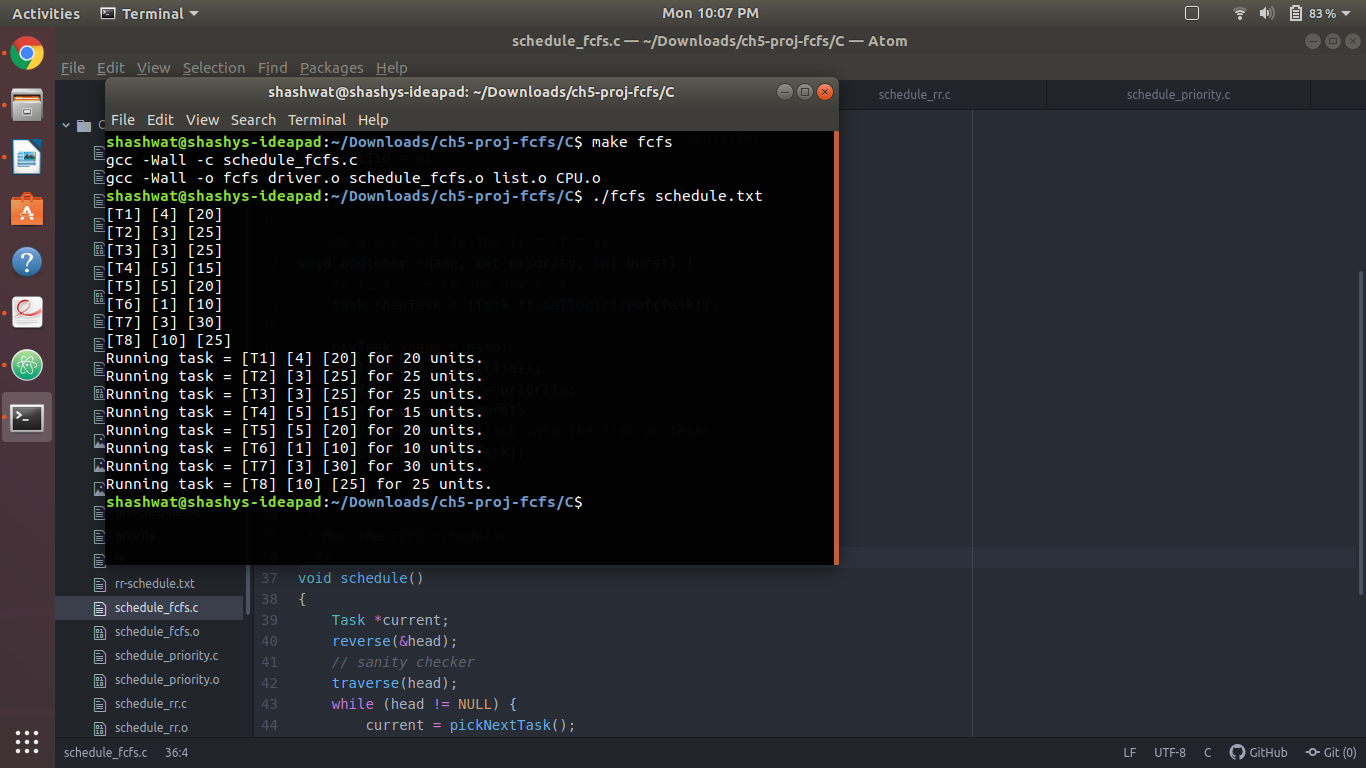 Activities Terminal Mon 10:07 PM 83 %
schedule_fcfs.c — ~/Downloads/ch5-proj-fcfs/C — Atom
File Edit View Selection Find Packages Help
schedule_rr.c schedule_priority.c
shashwat@shashys-ideapad: ~/Downloads/ch5-proj-fcfs/C
File Edit View Search Terminal Help
shashwat@shashys-ideapad:~/Downloads/ch5-proj-fcfs/C$ make fcfs
gcc -Wall -c schedule_fcfs.c
gcc -Wall -o fcfs driver.o schedule_fcfs.o list.o CPU.o
shashwat@shashys-ideapad:~/Downloads/ch5-proj-fcfs/C$ ./fcfs schedule.txt
[T1] [4] [20]
[T2] [3] [25]
[T3] [3] [25]
[T4] [5] [15]
[T5] [5] [20]
[T6] [1] [10]
[T7] [3] [30]
[T8] [10] [25]
Running task = [T1] [4] [20] for 20 units.
Running task = [T2] [3] [25] for 25 units.
Running task = [T3] [3] [25] for 25 units.
Running task = [T4] [5] [15] for 15 units.
Running task = [T5] [5] [20] for 20 units.
Running task = [T6] [1] [10] for 10 units.
Running task = [T7] [3] [30] for 30 units.
Running task = [T8] [10] [25] for 25 units.
shashwat@shashys-ideapad:~/Downloads/ch5-proj-fcfs/C$
rr-schedule.txt
schedule_fcfs.c
schedule_fcfs.o
schedule_priority.c
schedule_priority.o
schedule_rr.c
schedule_rr.o
37 void schedule()
38 {
39 Task *current;
40 reverse(&head);
41 // sanity checker
42 traverse(head);
43 while (head != NULL) {
44 current = pickNextTask();
schedule_fcfs.c 36:4 LF UTF-8 C GitHub Git (0)